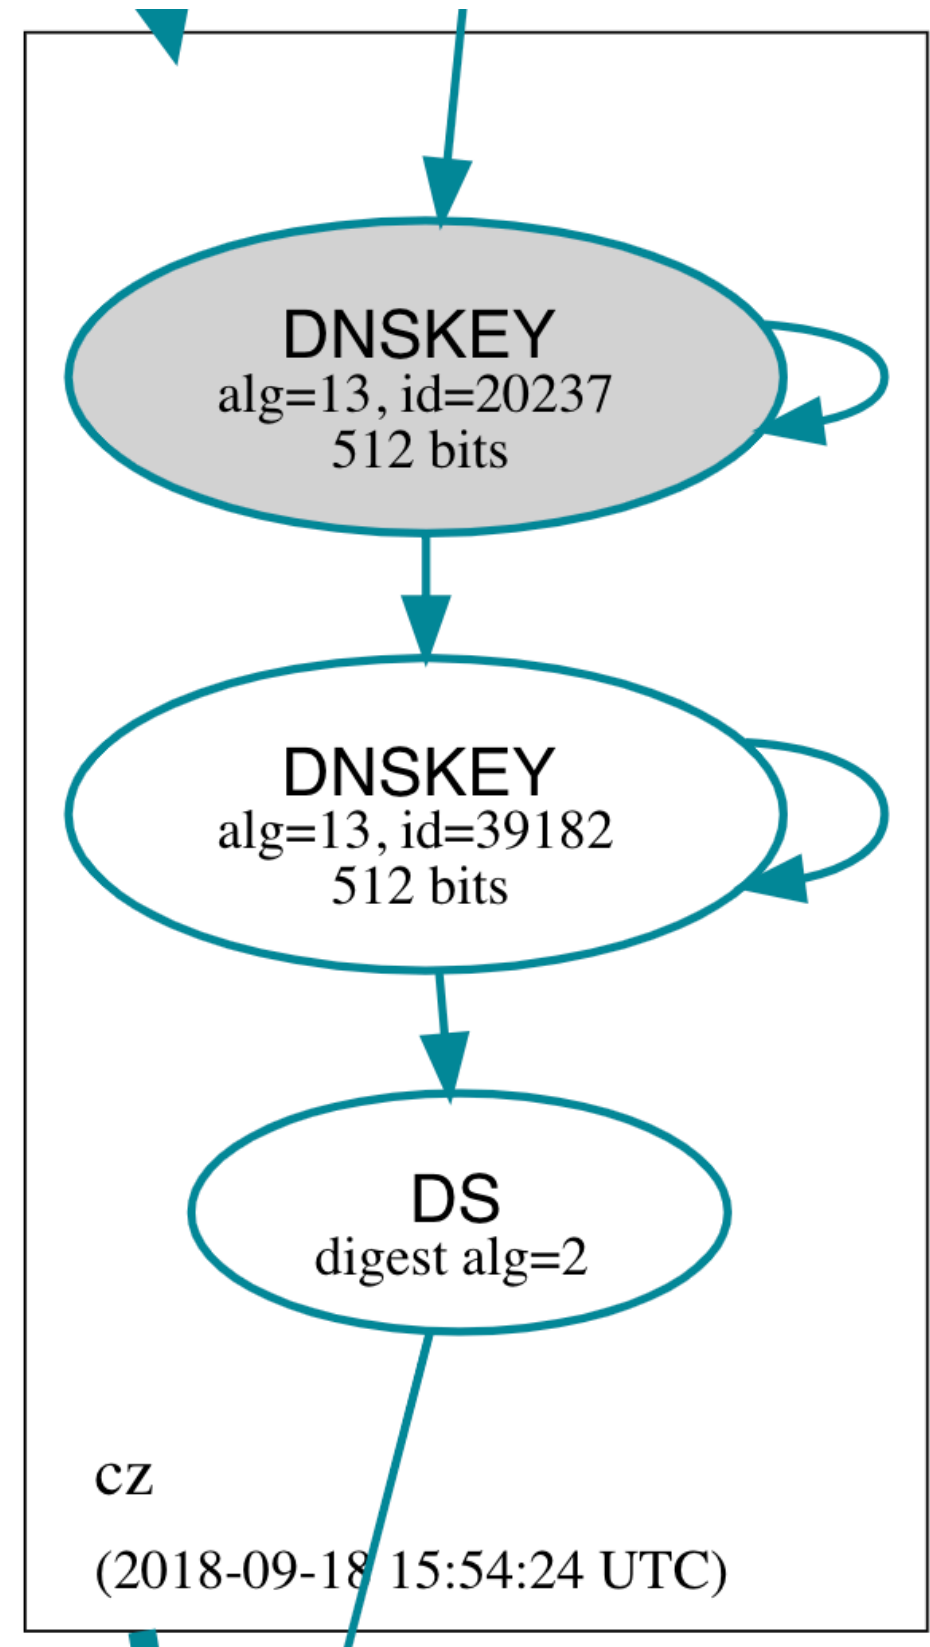 DNSKEY
alg=13, id=20237
512 bits
DNSKEY
alg=13, id=39182
512 bits
DS
digest alg=2
cz
(2018-09-18 15:54:24 UTC)